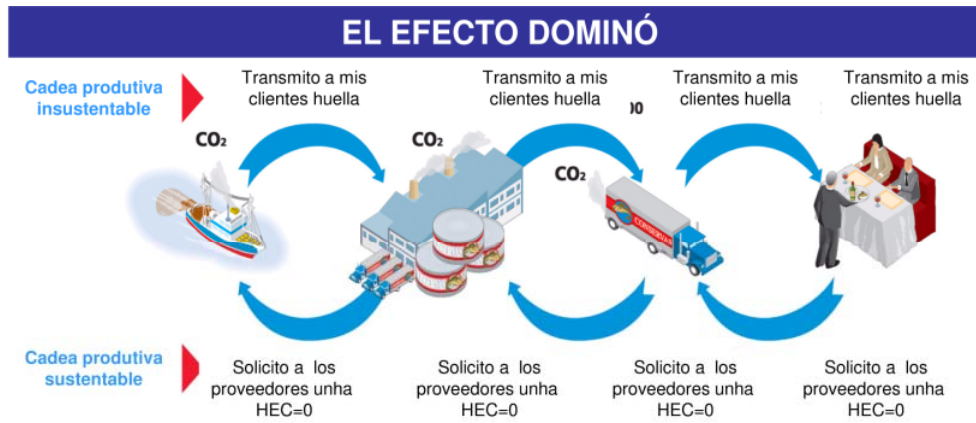 EL EFECTO DOMINÓ
Cadea produtiva
insustentable
Transmito a mis
clientes huella
Transmito a mis
clientes huella
Transmito a mis
clientes huella
Transmito a mis
clientes huella
CO₂
CO₂
CO₂
CONSERVAS
Cadea produtiva
sustentable
Solicito a los
proveedores unha
HEC=0
Solicito a los
proveedores unha
HEC=0
Solicito a los
proveedores unha
HEC=0
Solicito a los
proveedores unha
HEC=0